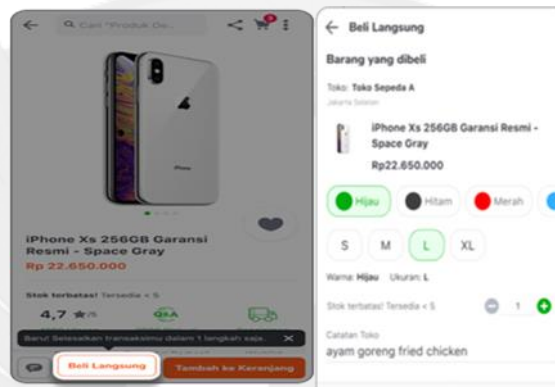 Cari "Produk De...
iPhone Xs 256GB Garansi
Resmi - Space Gray
Rp 22.650.000
Stok terbatas! Tersedia < 5
4,7
Q&A
Baru! Selesaikan transaksimu dalam 1 langkah saja.
Beli Langsung
Tambah ke Keranjang
Beli Langsung
Barang yang dibeli
Toko: Toko Sepeda A
Jakarta Selatan
iPhone Xs 256GB Garansi Resmi -
Space Gray
Rp22.650.000
Hijau Hitam Merah
S M L XL
Warna: Hijau Ukuran: L
Stok terbatas! Tersedia < 5
1
Catatan Toko
ayam goreng fried chicken